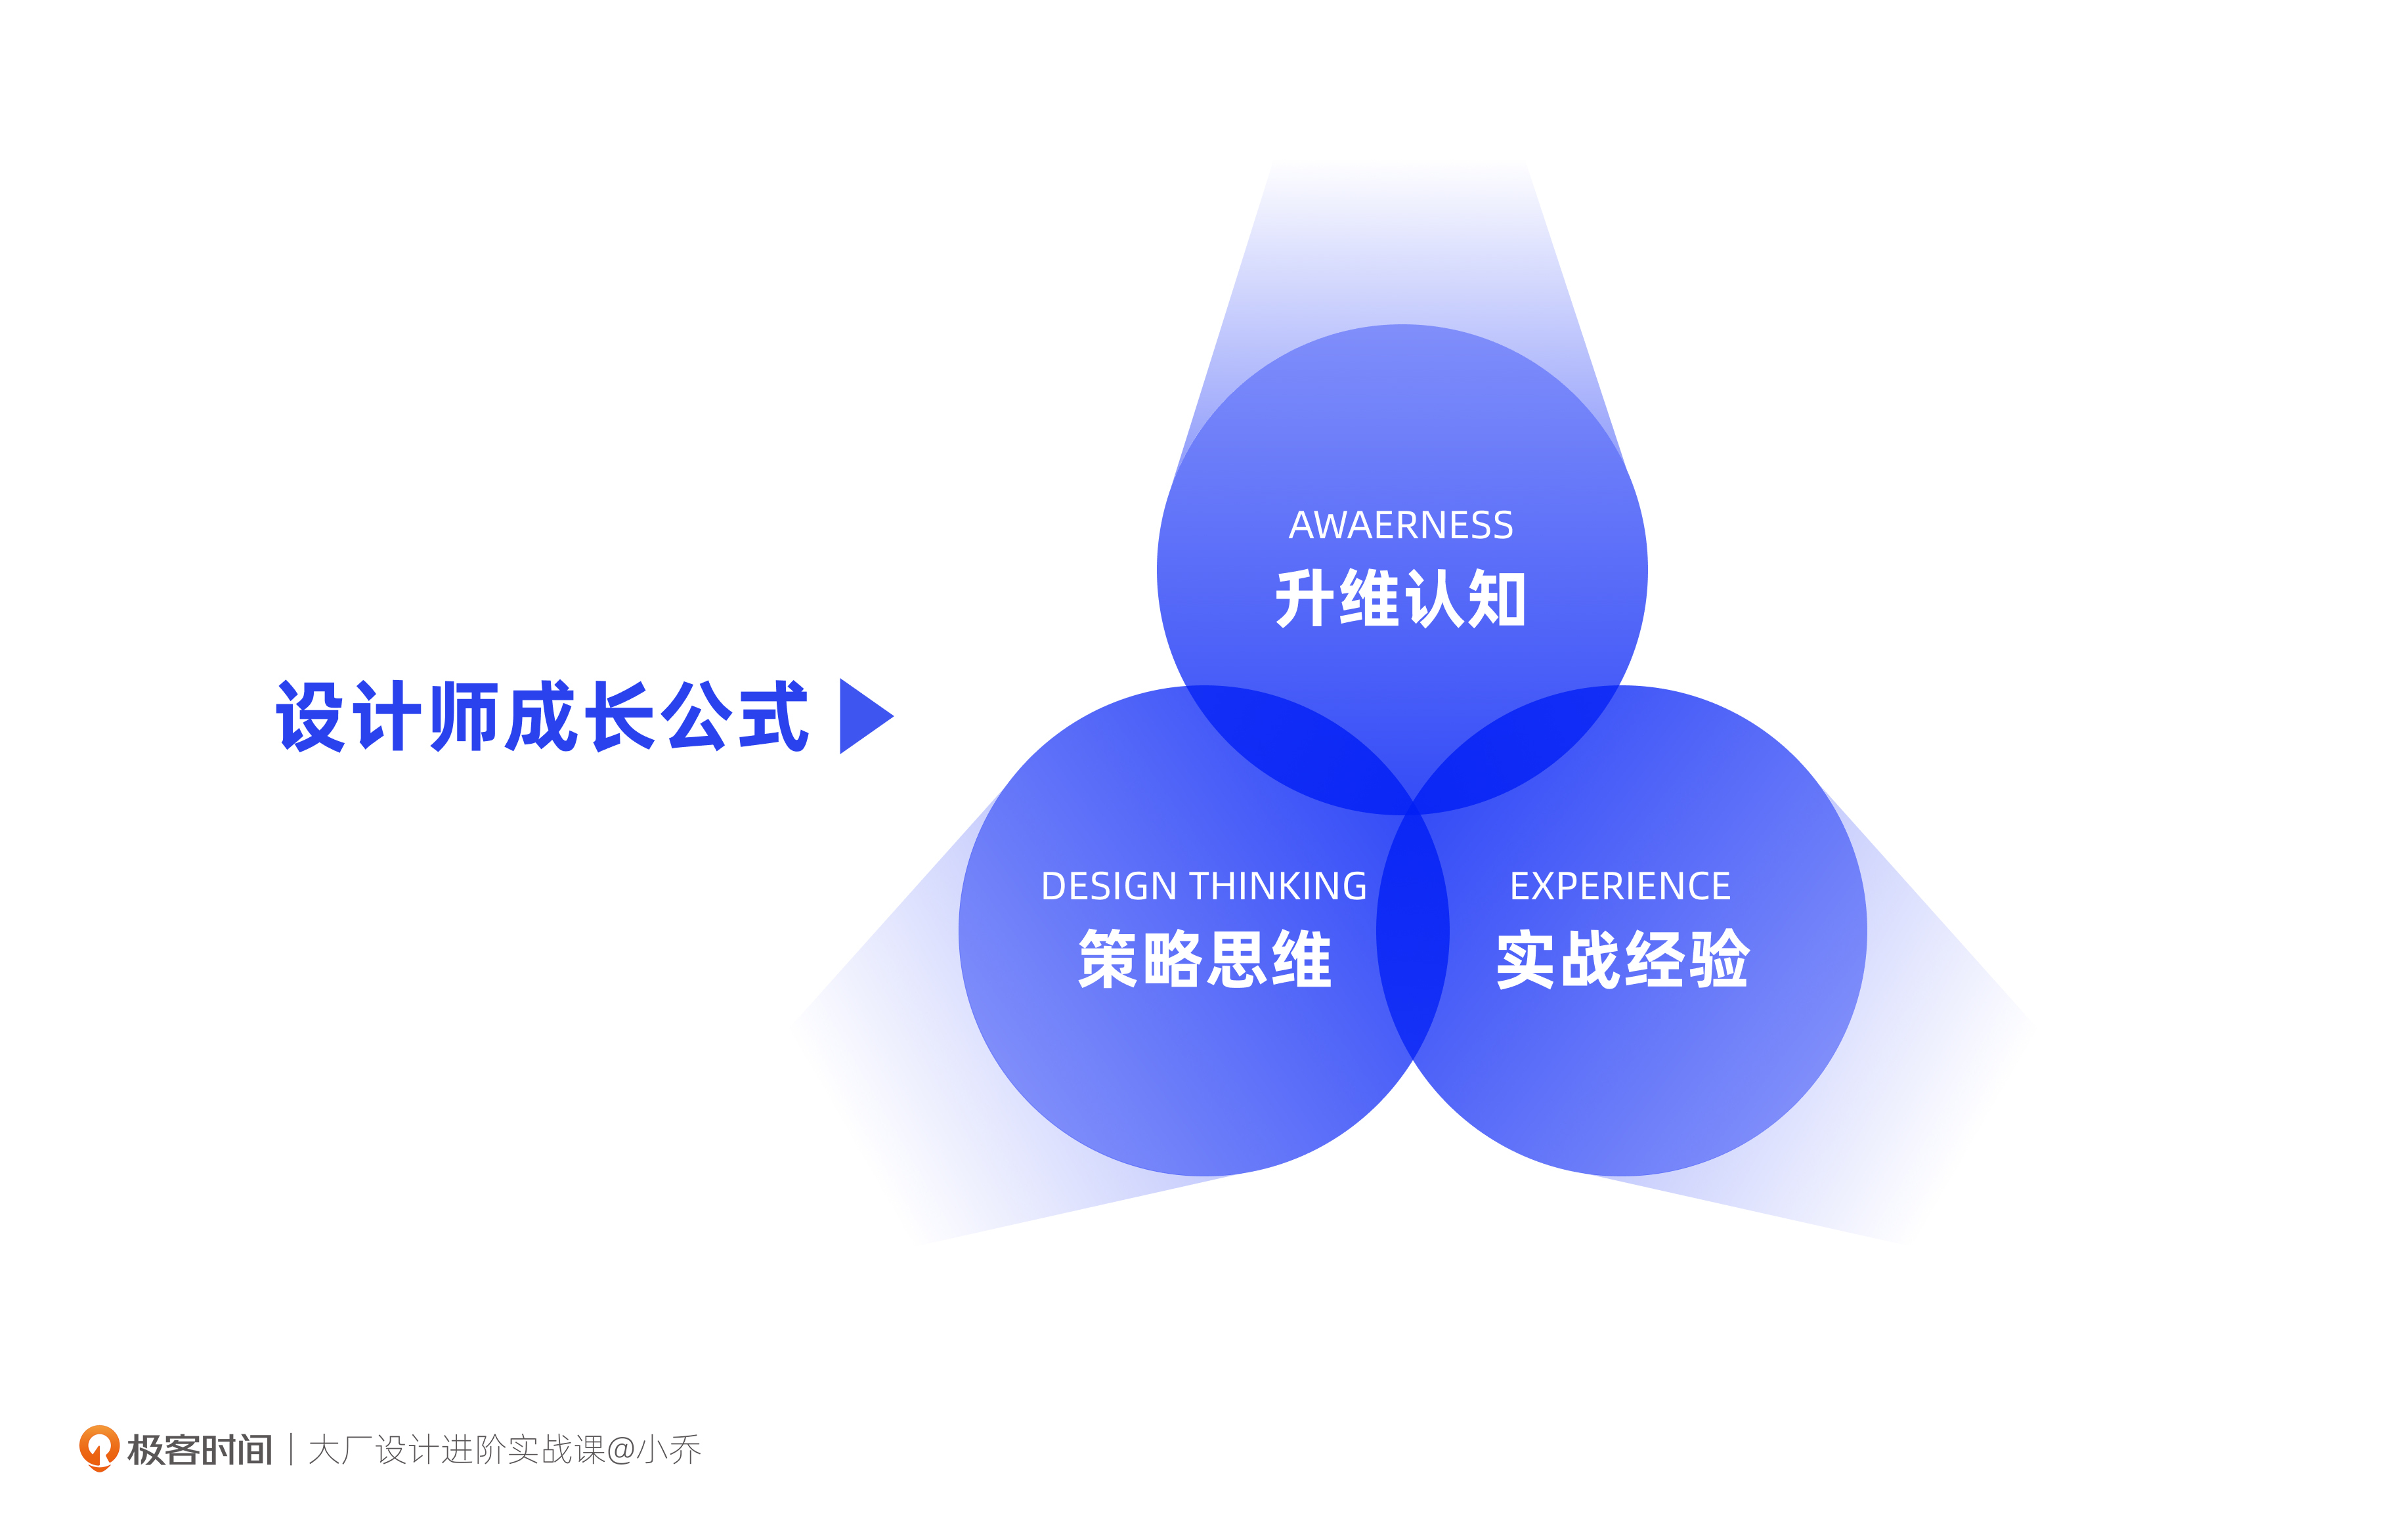 AWAERNESS
升维认知
设计师成长公式
DESIGN THINKING
策略思维
EXPERIENCE
实战经验
极客时间 | 大厂设计进阶实战课@小乔